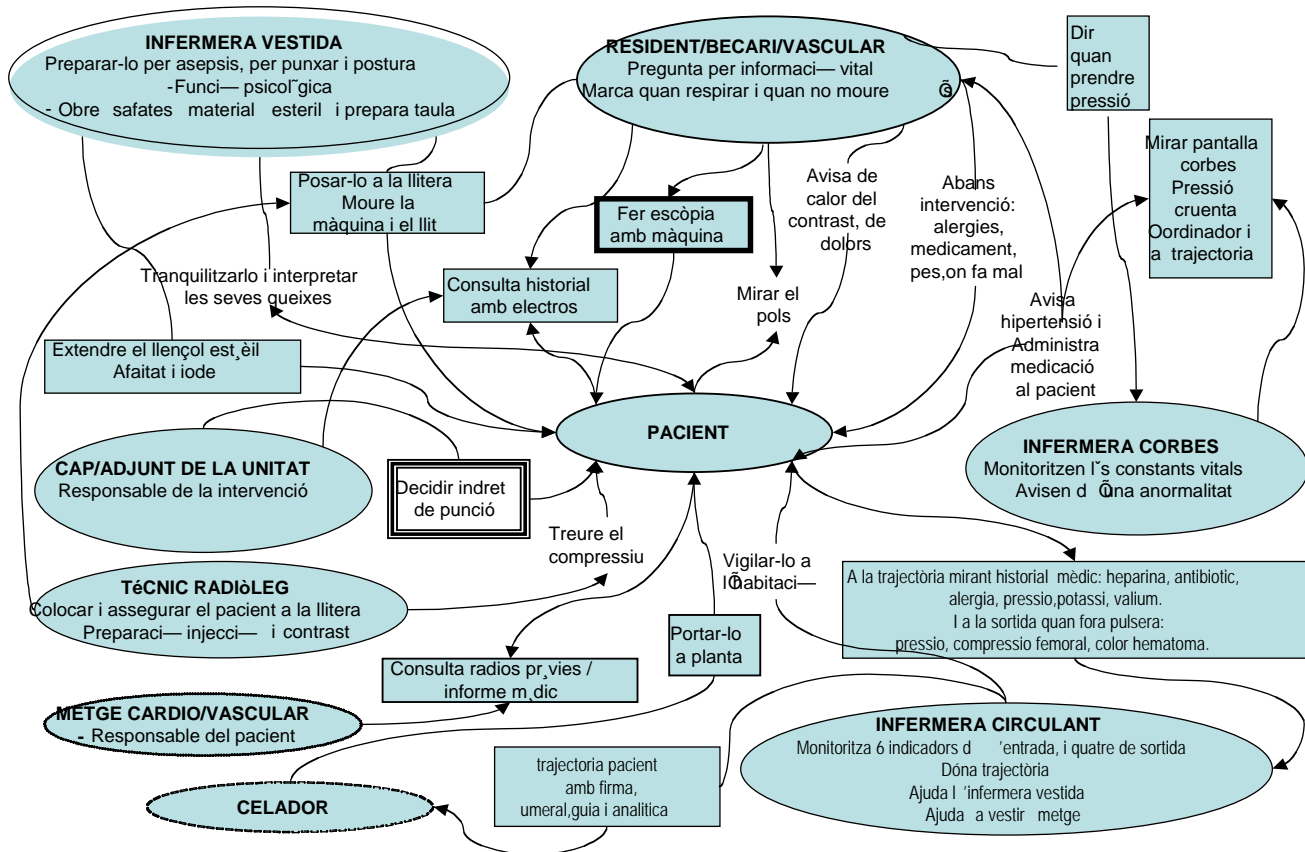 INFERMERA VESTIDA
Preparar-lo per asepsis, per punxar i postura
-Funci— psicol˜gica
- Obre safates material esteril i prepara taula
RESIDENT/BECARI/VASCULAR
Pregunta per informaci— vital
Marca quan respirar i quan no moure
Dir
quan
prendre
pressió
Mirar pantalla
corbes
Pressió
cruenta
Oordinador i
a trajectoria
Posar-lo a la llitera
Moure la
màquina i el llit
Fer escòpia
amb màquina
Avisa de
calor del
contrast, de
dolors
Abans
intervenció:
alergies,
medicament,
pes,on fa mal
Tranquilitzarlo i interpretar
les seves queixes
Consulta historial
amb electros
Mirar el
pols
Avisa
hipertensió i
Administra
medicació
al pacient
Extendre el llençol est¸èil
Afaitat i iode
PACIENT
CAP/ADJUNT DE LA UNITAT
Responsable de la intervenció
Decidir indret
de punció
INFERMERA CORBES
Monitoritzen l˘s constants vitals
Avisen d Õuna anormalitat
Treure el
compressiu
Vigilar-lo a
lÕhabitaci—
TéCNIC RADIòLEG
Colocar i assegurar el pacient a la llitera
Preparaci— injecci— i contrast
A la trajectòria mirant historial mèdic: heparina, antibiotic,
alergia, pressio,potassi, valium.
I a la sortida quan fora pulsera:
pressio, compressio femoral, color hematoma.
Portar-lo
a planta
Consulta radios pr¸vies /
informe m¸dic
METGE CARDIO/VASCULAR
- Responsable del pacient
INFERMERA CIRCULANT
Monitoritza 6 indicadors d 'entrada, i quatre de sortida
Dóna trajectòria
Ajuda l 'infermera vestida
Ajuda a vestir metge
trajectoria pacient
amb firma,
umeral,guia i analitica
CELADOR